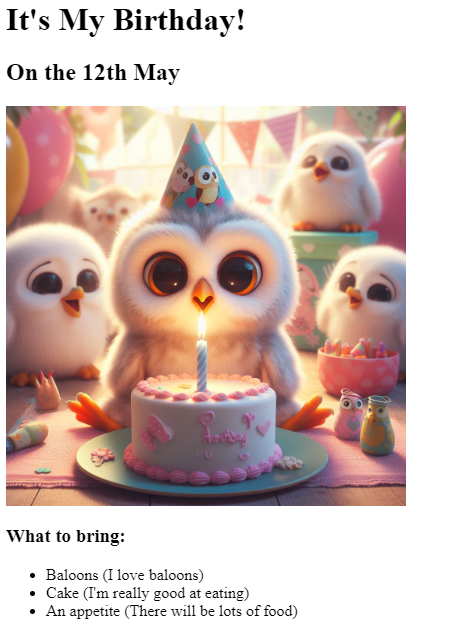 It's My Birthday!
On the 12th May
What to bring:
Baloons (I love baloons)
Cake (I'm really good at eating)
An appetite (There will be lots of food)